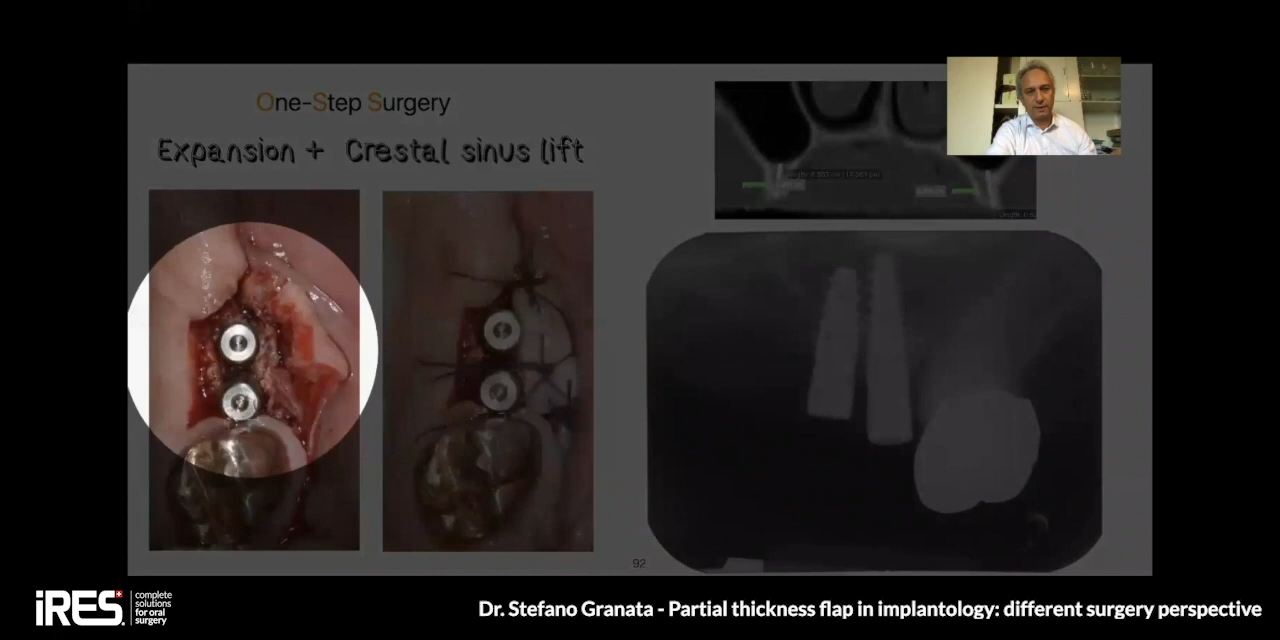 One-Step Surgery
Expansion + Crestal sinus lift
92
iRES
complete
solutions
for oral
surgery
Dr. Stefano Granata - Partial thickness flap in implantology: different surgery perspective